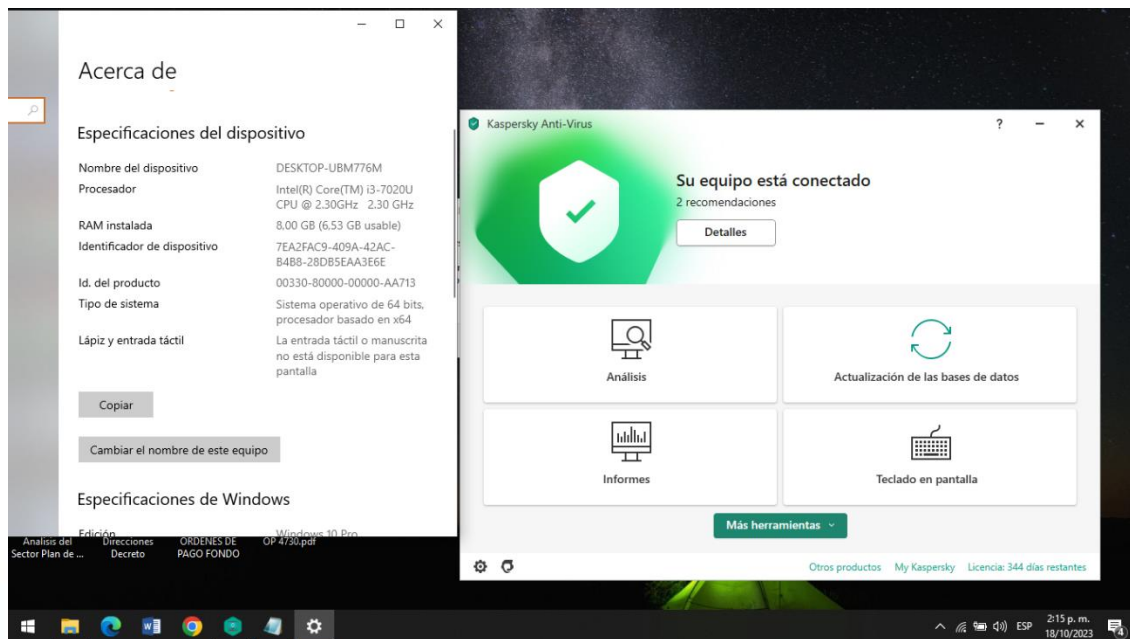 Acerca de
Especificaciones del dispositivo
Nombre del dispositivo DESKTOP-UBM776M
Procesador Intel(R) Core(TM) i3-7020U
CPU @ 2.30GHz 2.30 GHz
RAM instalada 8,00 GB (6,53 GB usable)
Identificador de dispositivo 7EA2FAC9-409A-42AC-
B4B8-28DB5EAA3E6E
Id. del producto 00330-80000-00000-AA713
Tipo de sistema Sistema operativo de 64 bits,
procesador basado en x64
Lápiz y entrada táctil La entrada táctil o manuscrita
no está disponible para esta
pantalla
Copiar
Cambiar el nombre de este equipo
Especificaciones de Windows
Edición Windows 10 Pro
Analisis del
Sector Plan de ...
Direcciones
Decreto
ORDENES DE
PAGO FONDO
OP 4730.pdf
Kaspersky Anti-Virus
Su equipo está conectado
2 recomendaciones
Detalles
Análisis
Actualización de las bases de datos
Informes
Teclado en pantalla
Más herramientas
Otros productos My Kaspersky Licencia: 344 días restantes
ESP
2:15 p. m.
18/10/2023
4